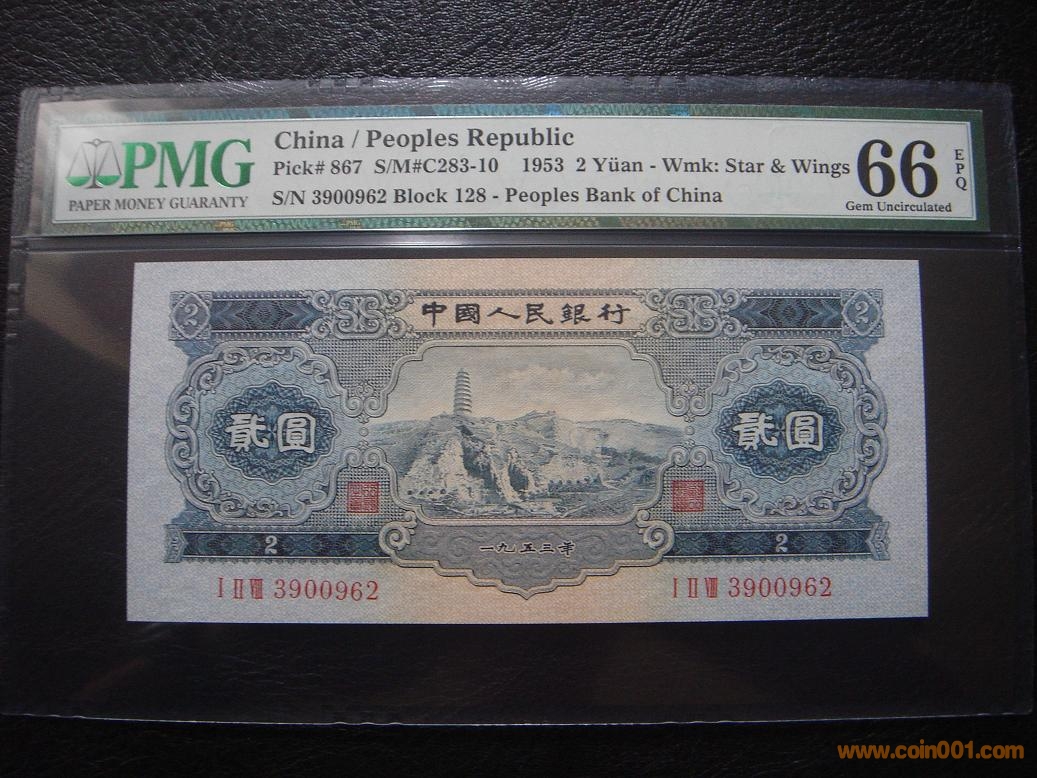 China / Peoples Republic
PMG
PAPER MONEY GUARANTY
Pick# 867 S/M#C283-10 1953 2 Yüan - Wmk: Star & Wings
S/N 3900962 Block 128 - Peoples Bank of China
66
EPQ
Gem Uncirculated
2 中國人民銀行 2
貳圓 貳圓
2 一九五三年 2
I II VIII 3900962 I II VIII 3900962
www.coin001.com